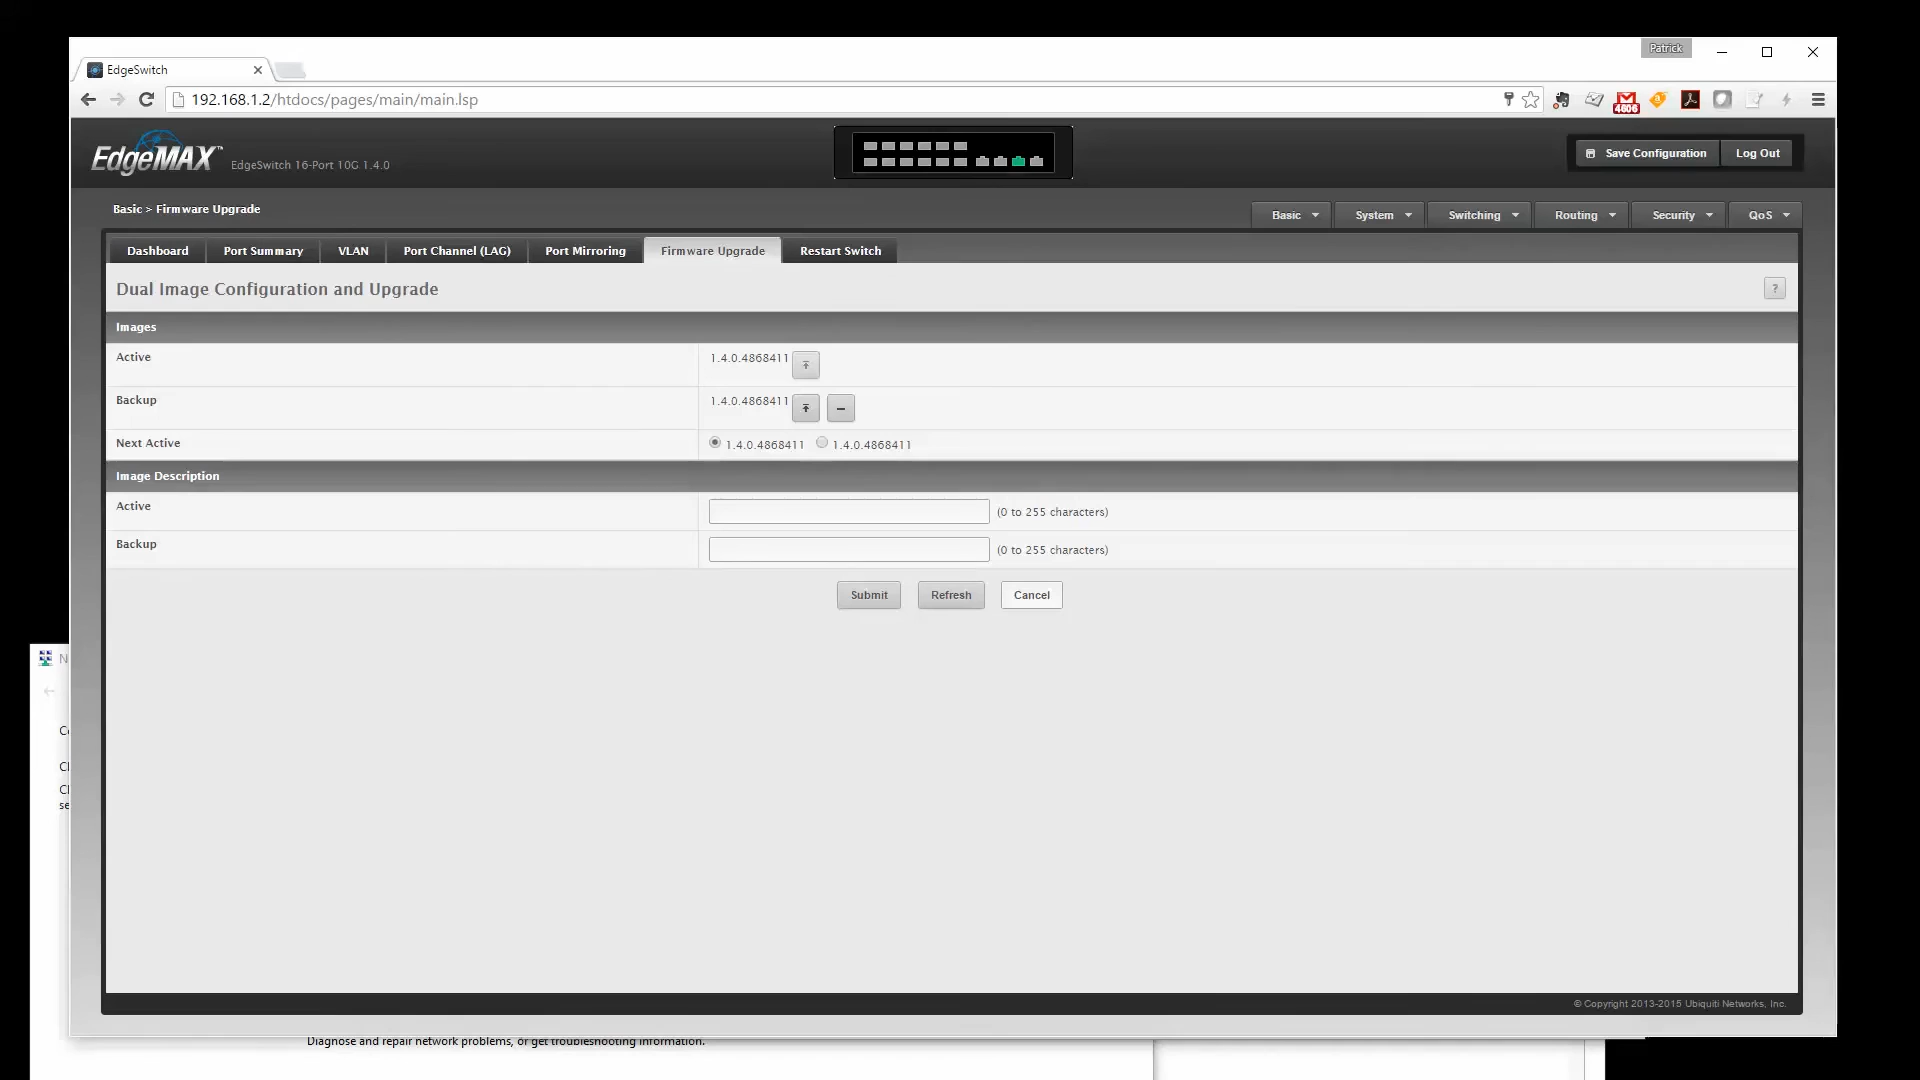 Patrick
EdgeSwitch
192.168.1.2/htdocs/pages/main/main.lsp
4606
EdgeMAX™ EdgeSwitch 16-Port 10G 1.4.0
Save Configuration Log Out
Basic > Firmware Upgrade
Basic System Switching Routing Security QoS
Dashboard Port Summary VLAN Port Channel (LAG) Port Mirroring Firmware Upgrade Restart Switch
Dual Image Configuration and Upgrade ?
Images
Active 1.4.0.4868411
Backup 1.4.0.4868411
Next Active 1.4.0.4868411 1.4.0.4868411
Image Description
Active (0 to 255 characters)
Backup (0 to 255 characters)
Submit Refresh Cancel
N
Cl
se
© Copyright 2013-2015 Ubiquiti Networks, Inc.
Diagnose and repair network problems, or get troubleshooting information.